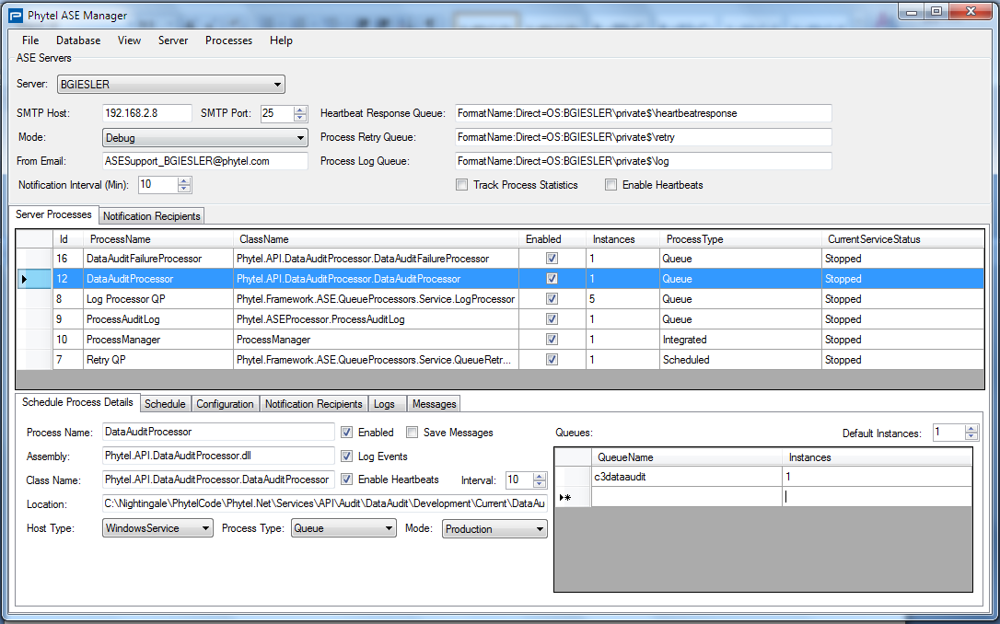 Phytel ASE Manager
File Database View Server Processes Help
ASE Servers
Server: BGIESLER
SMTP Host: 192.168.2.8 SMTP Port: 25 Heartbeat Response Queue: FormatName:Direct=OS:BGIESLER\private$\heartbeatresponse
Mode: Debug Process Retry Queue: FormatName:Direct=OS:BGIESLER\private$\retry
From Email: ASESupport_BGIESLER@phytel.com Process Log Queue: FormatName:Direct=OS:BGIESLER\private$\log
Notification Interval (Min): 10 Track Process Statistics Enable Heartbeats
Server Processes Notification Recipients
Id ProcessName ClassName Enabled Instances ProcessType CurrentServiceStatus
16 DataAuditFailureProcessor Phytel.API.DataAuditProcessor.DataAuditFailureProcessor 1 Queue Stopped
12 DataAuditProcessor Phytel.API.DataAuditProcessor.DataAuditProcessor 1 Queue Stopped
8 Log Processor QP Phytel.Framework.ASE.QueueProcessors.Service.LogProcessor 5 Queue Stopped
9 ProcessAuditLog Phytel.ASEProcessor.ProcessAuditLog 1 Queue Stopped
10 ProcessManager ProcessManager 1 Integrated Stopped
7 Retry QP Phytel.Framework.ASE.QueueProcessors.Service.QueueRetr... 1 Scheduled Stopped
Schedule Process Details Schedule Configuration Notification Recipients Logs Messages
Process Name: DataAuditProcessor Enabled Save Messages Queues: Default Instances: 1
Assembly: Phytel.API.DataAuditProcessor.dll Log Events QueueName Instances
Class Name: Phytel.API.DataAuditProcessor.DataAuditProcessor Enable Heartbeats Interval: 10 c3dataaudit 1
Location: C:\Nightingale\PhytelCode\Phytel.Net\Services\API\Audit\DataAudit\Development\Current\DataAu
Host Type: WindowsService Process Type: Queue Mode: Production